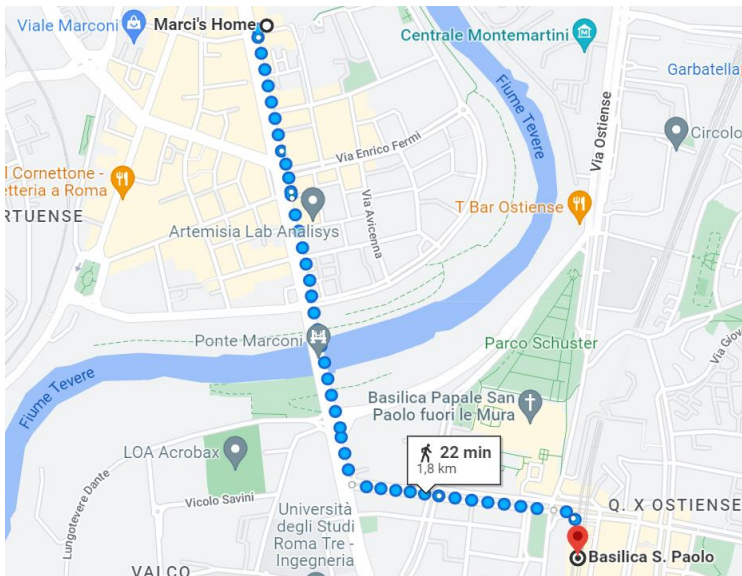 Viale Marconi
Marci's Home
Centrale Montemartini
Garbatella
Fiume Tevere
Via Ostiense
Circolo
Via Enrico Fermi
l Cornettone -
etteria a Roma
RTUENSE
Via Avicenna
T Bar Ostiense
Artemisia Lab Analisys
Ponte Marconi
Parco Schuster
Via Giov
Fiume Tevere
Basilica Papale San
Paolo fuori le Mura
LOA Acrobax
22 min
1,8 km
Lungotevere Dante
Vicolo Savini
Università
degli Studi
Roma Tre -
Ingegneria
Q. X OSTIENSE
Basilica S. Paolo
VALCO